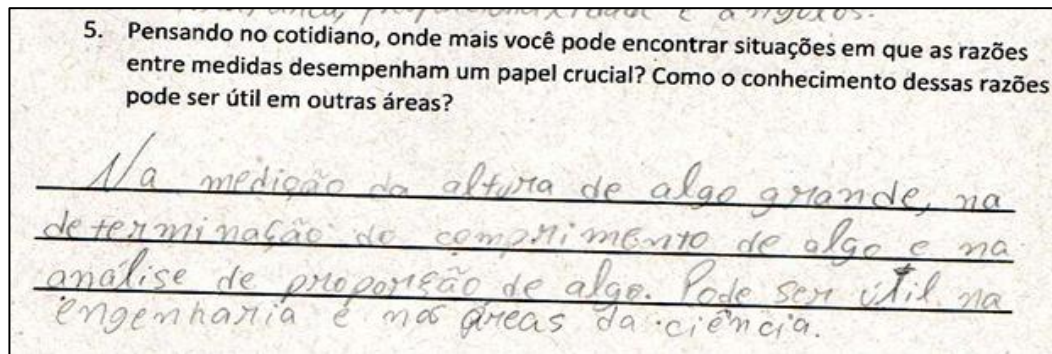 proporcionalidade e ângulos.
5. Pensando no cotidiano, onde mais você pode encontrar situações em que as razões
entre medidas desempenham um papel crucial? Como o conhecimento dessas razões
pode ser útil em outras áreas?
Na medição da altura de algo grande, na
determinação do comprimento de algo e na
análise de proporção de algo. Pode ser útil na
engenharia e nas áreas da ciência.